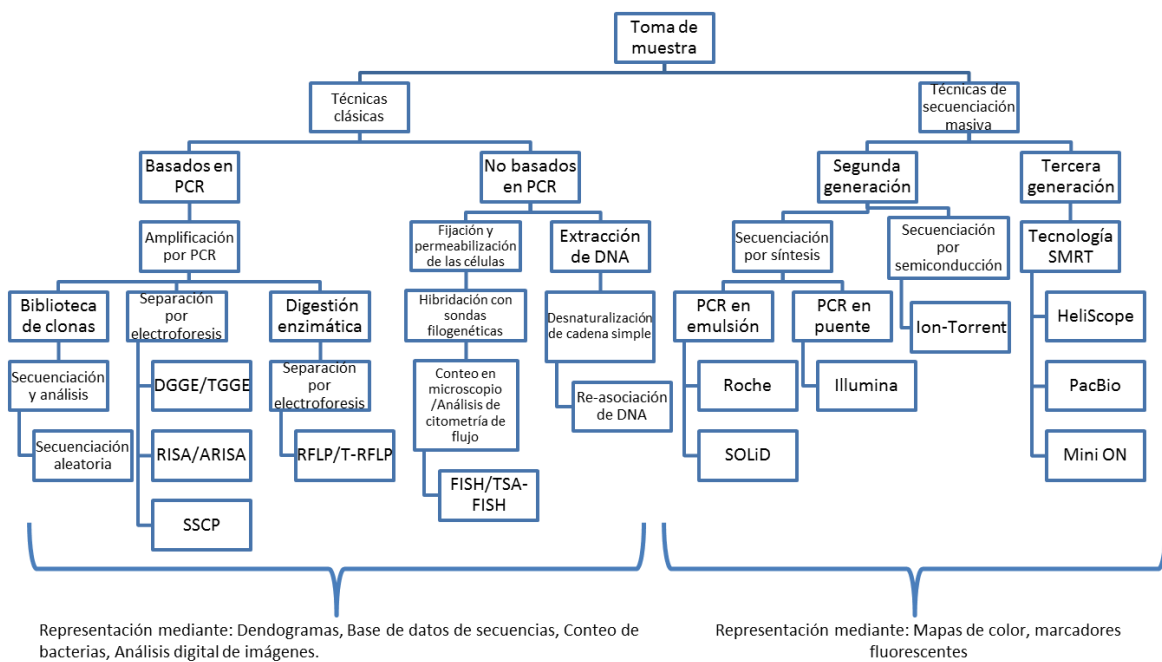 Toma de
muestra
Técnicas
clásicas
Técnicas de
secuenciación
masiva
Basados en
PCR
No basados
en PCR
Segunda
generación
Tercera
generación
Amplificación
por PCR
Fijación y
permeabilización
de las células
Extracción
de DNA
Secuenciación
por síntesis
Secuenciación
por
semiconducción
Tecnología
SMRT
Biblioteca
de clonas
Separación
por
electroforesis
Digestión
enzimática
Hibridación con
sondas
filogenéticas
Desnaturalización
de cadena simple
PCR en
emulsión
PCR en
puente
Ion-Torrent
HeliScope
Secuenciación
y análisis
DGGE/TGGE
Separación
por
electroforesis
Conteo en
microscopio
/Análisis de
citometría de
flujo
Re-asociación
de DNA
Roche
Illumina
PacBio
Secuenciación
aleatoria
RISA/ARISA
RFLP/T-RFLP
SOLiD
Mini ON
SSCP
FISH/TSA-
FISH
Representación mediante: Dendogramas, Base de datos de secuencias, Conteo de
bacterias, Análisis digital de imágenes.
Representación mediante: Mapas de color, marcadores
fluorescentes